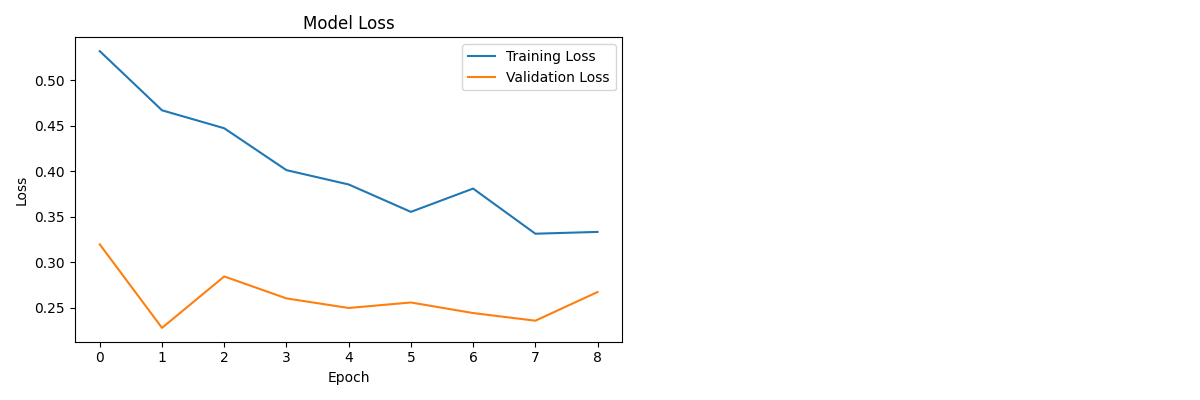 Model Loss
Training Loss
Validation Loss
0.50
0.45
0.40
0.35
0.30
0.25
Loss
0 1 2 3 4 5 6 7 8
Epoch